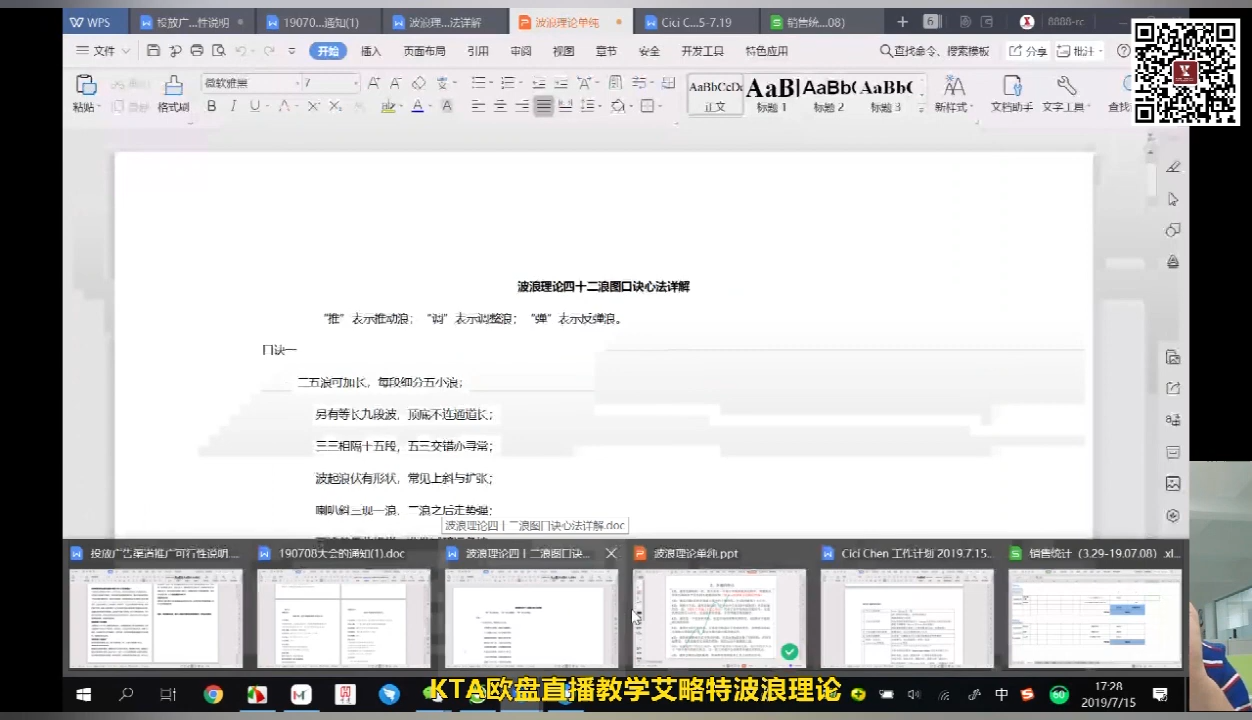 WPS
投放广...性说明
19070...通知(1)
波浪理...法详解
波浪理论单纯
Cici C...5-7.19
销售统...08)
6
8888-rc
文件
开始
插入
页面布局
引用
审阅
视图
章节
安全
开发工具
特色应用
查找命令、搜索模板
分享
批注
粘贴
格式刷
微软雅黑
7
AaBbCcDc
正文
AaBl
标题 1
AaBb(
标题 2
AaBb(
标题 3
新样式
文档助手
文字工具
波浪理论四十二浪图口诀心法详解
“推”表示推动浪；“调”表示调整浪；“弹”表示反弹浪。
口诀一
二五浪可加长，每段细分五小浪；
另有等长九段波，顶底不连通道长；
三三相隔十五段，五三交错亦寻常；
波起浪伏有形状，常见上斜与扩张；
喇叭斜三现一浪，二浪之后走势强；
波浪理论四十二浪图口诀心法详解.doc
投放广告渠道推广可行性说明...
190708大会的通知(1).doc
波浪理论四十二浪图口诀...
波浪理论单纯.ppt
Cici Chen 工作计划 2019.7.15...
销售统计（3.29-19.07.08）.xl...
KTA欧盘直播教学艾略特波浪理论
中
60
17:28
2019/7/15